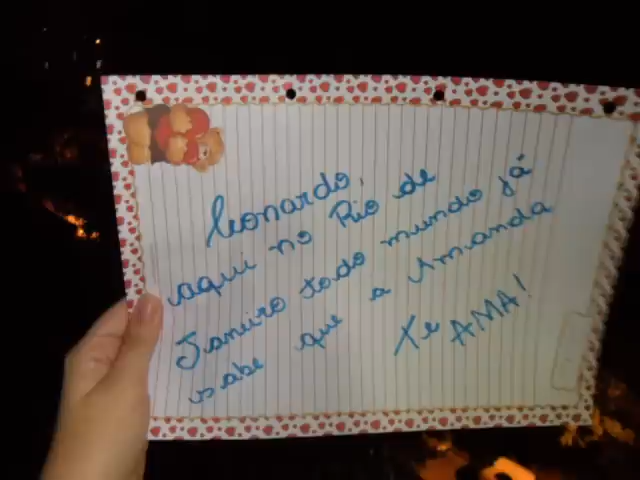 Leonardo,
aqui no Rio de
Janeiro todo mundo já
sabe que a Amanda
te AMA!